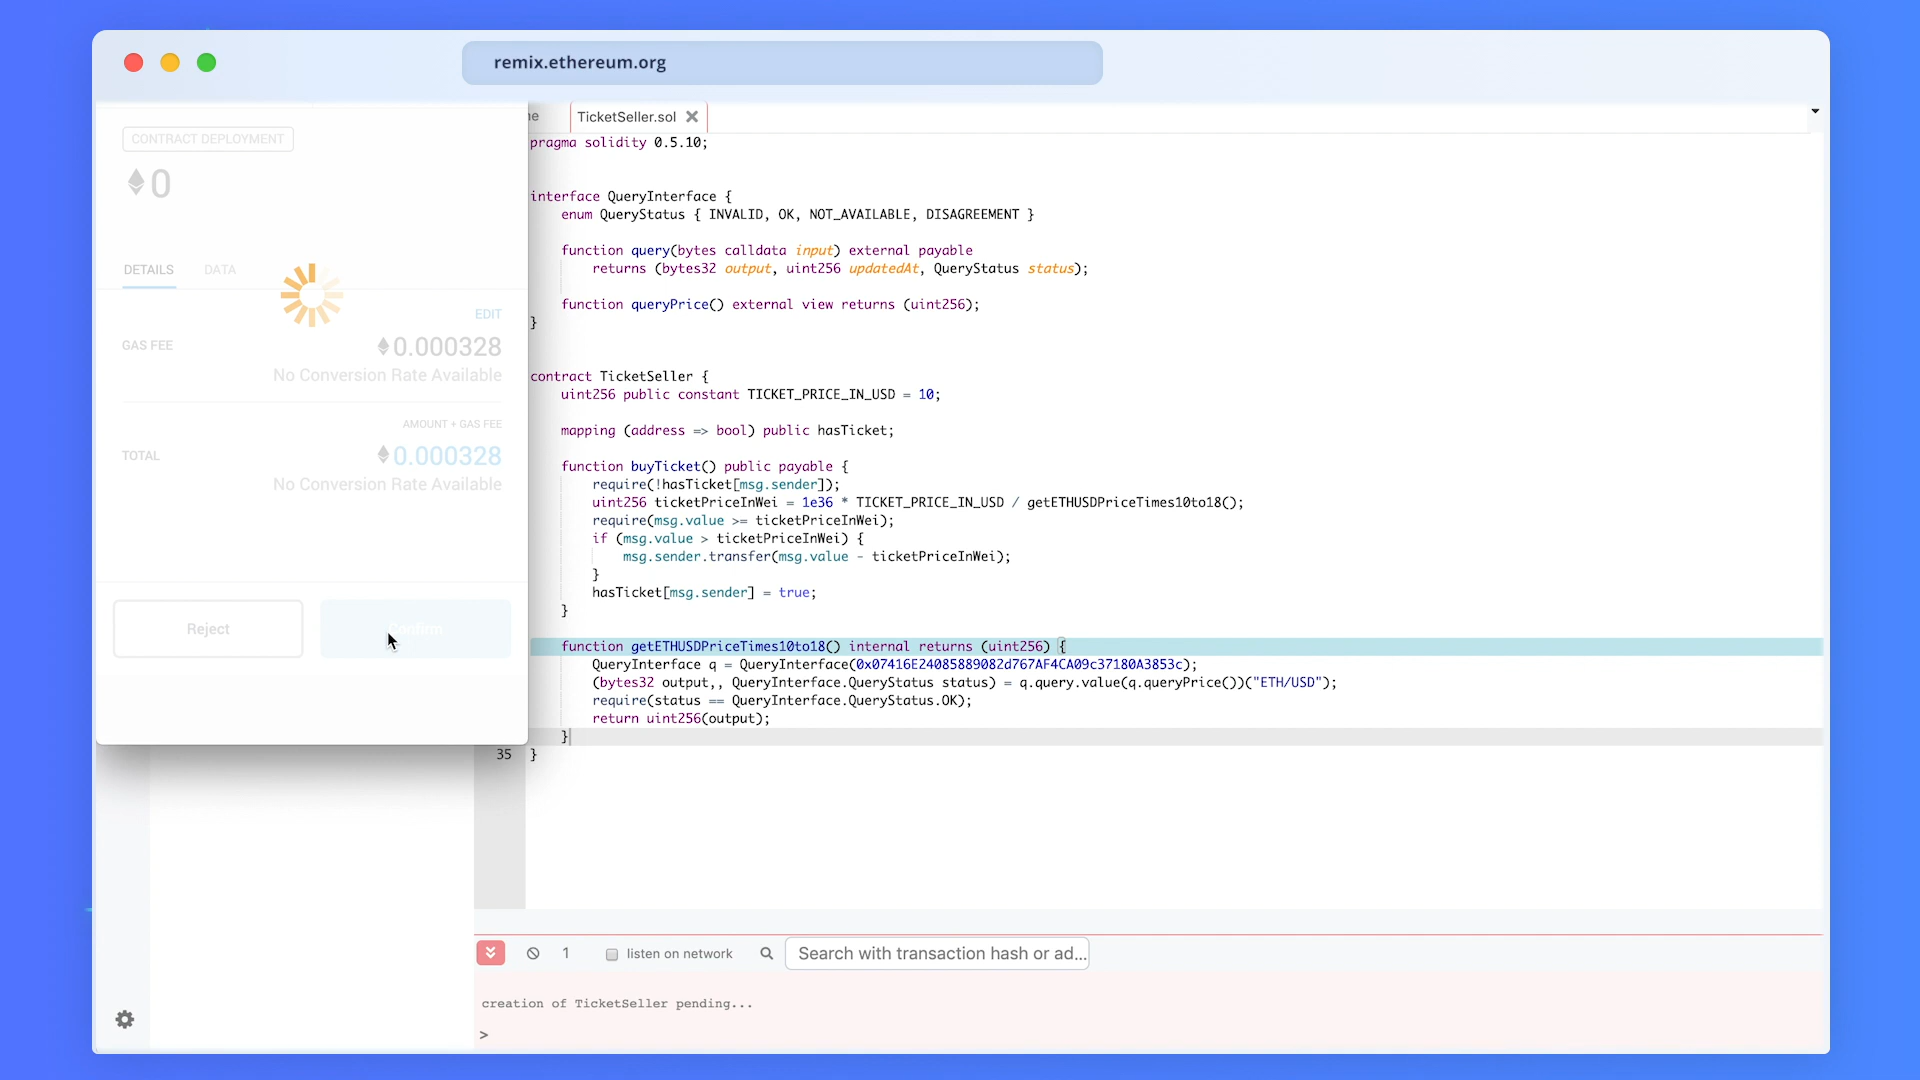 remix.ethereum.org
CONTRACT DEPLOYMENT
0
DETAILS DATA
EDIT
GAS FEE 0.000328
No Conversion Rate Available
AMOUNT + GAS FEE
TOTAL 0.000328
No Conversion Rate Available
Reject Confirm
TicketSeller.sol
pragma solidity 0.5.10;
interface QueryInterface {
enum QueryStatus { INVALID, OK, NOT_AVAILABLE, DISAGREEMENT }
function query(bytes calldata input) external payable
returns (bytes32 output, uint256 updatedAt, QueryStatus status);
function queryPrice() external view returns (uint256);
}
contract TicketSeller {
uint256 public constant TICKET_PRICE_IN_USD = 10;
mapping (address => bool) public hasTicket;
function buyTicket() public payable {
require(!hasTicket[msg.sender]);
uint256 ticketPriceInWei = 1e36 * TICKET_PRICE_IN_USD / getETHUSDPriceTimes10to18();
require(msg.value >= ticketPriceInWei);
if (msg.value > ticketPriceInWei) {
msg.sender.transfer(msg.value - ticketPriceInWei);
}
hasTicket[msg.sender] = true;
}
function getETHUSDPriceTimes10to18() internal returns (uint256) {
QueryInterface q = QueryInterface(0x07416E24085889082d767AF4CA09c37180A3853c);
(bytes32 output,, QueryInterface.QueryStatus status) = q.query.value(q.queryPrice())("ETH/USD");
require(status == QueryInterface.QueryStatus.OK);
return uint256(output);
}
35 }
1 listen on network Search with transaction hash or ad...
creation of TicketSeller pending...
>